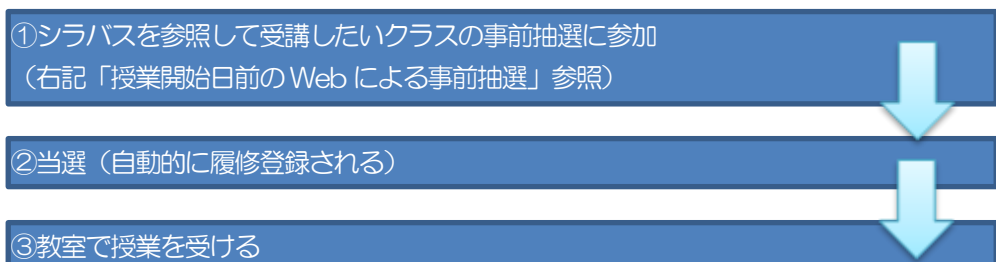 ①シラバスを参照して受講したいクラスの事前抽選に参加
（右記「授業開始日前の Web による事前抽選」参照）
②当選（自動的に履修登録される）
③教室で授業を受ける